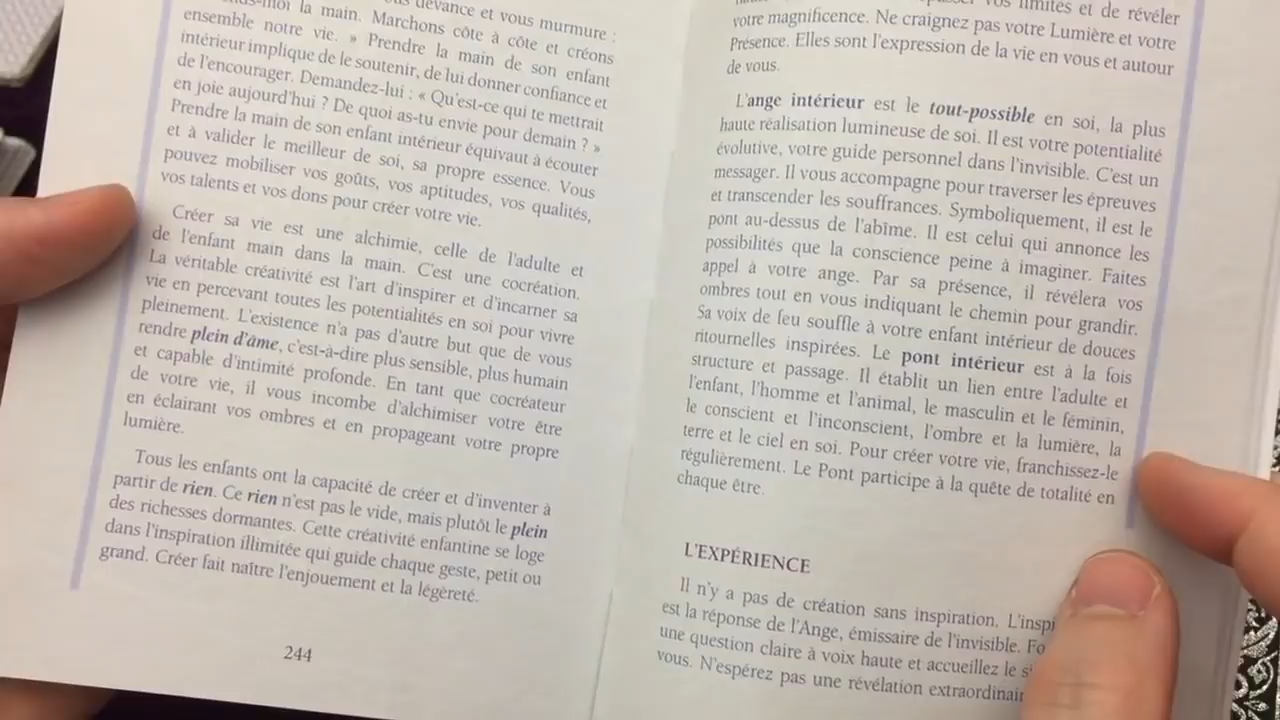 la main. Marchons côte à côte et créons
ensemble notre vie. » Prendre la main de son enfant
intérieur implique de le soutenir, de lui donner confiance et
de l'encourager. Demandez-lui : « Qu'est-ce qui te mettrait
en joie aujourd'hui ? De quoi as-tu envie pour demain ? »
Prendre la main de son enfant intérieur équivaut à écouter
et à valider le meilleur de soi, sa propre essence. Vous
pouvez mobiliser vos goûts, vos aptitudes, vos qualités,
vos talents et vos dons pour créer votre vie.
Créer sa vie est une alchimie, celle de l'adulte et
de l'enfant main dans la main. C'est une cocréation.
La véritable créativité est l'art d'inspirer et d'incarner sa
vie en percevant toutes les potentialités en soi pour vivre
pleinement. L'existence n'a pas d'autre but que de vous
rendre plein d'âme, c'est-à-dire plus sensible, plus humain
et capable d'intimité profonde. En tant que cocréateur
de votre vie, il vous incombe d'alchimiser votre être
en éclairant vos ombres et en propageant votre propre
lumière.
Tous les enfants ont la capacité de créer et d'inventer à
partir de rien. Ce rien n'est pas le vide, mais plutôt le plein
des richesses dormantes. Cette créativité enfantine se loge
dans l'inspiration illimitée qui guide chaque geste, petit ou
grand. Créer fait naître l'enjouement et la légèreté.
244
vos limites et de révéler
votre magnificence. Ne craignez pas votre Lumière et votre
Présence. Elles sont l'expression de la vie en vous et autour
de vous.
L'ange intérieur est le tout-possible en soi, la plus
haute réalisation lumineuse de soi. Il est votre potentialité
évolutive, votre guide personnel dans l'invisible. C'est un
messager. Il vous accompagne pour traverser les épreuves
et transcender les souffrances. Symboliquement, il est le
pont au-dessus de l'abîme. Il est celui qui annonce les
possibilités que la conscience peine à imaginer. Faites
appel à votre ange. Par sa présence, il révélera vos
ombres tout en vous indiquant le chemin pour grandir.
Sa voix de feu souffle à votre enfant intérieur de douces
ritournelles inspirées. Le pont intérieur est à la fois
structure et passage. Il établit un lien entre l'adulte et
l'enfant, l'homme et l'animal, le masculin et le féminin,
le conscient et l'inconscient, l'ombre et la lumière, la
terre et le ciel en soi. Pour créer votre vie, franchissez-le
régulièrement. Le Pont participe à la quête de totalité en
chaque être.
L'EXPÉRIENCE
Il n'y a pas de création sans inspiration.
est la réponse de l'Ange, émissaire de l'invisible.
une question claire à voix haute et accueillez le
vous. N'espérez pas une révélation